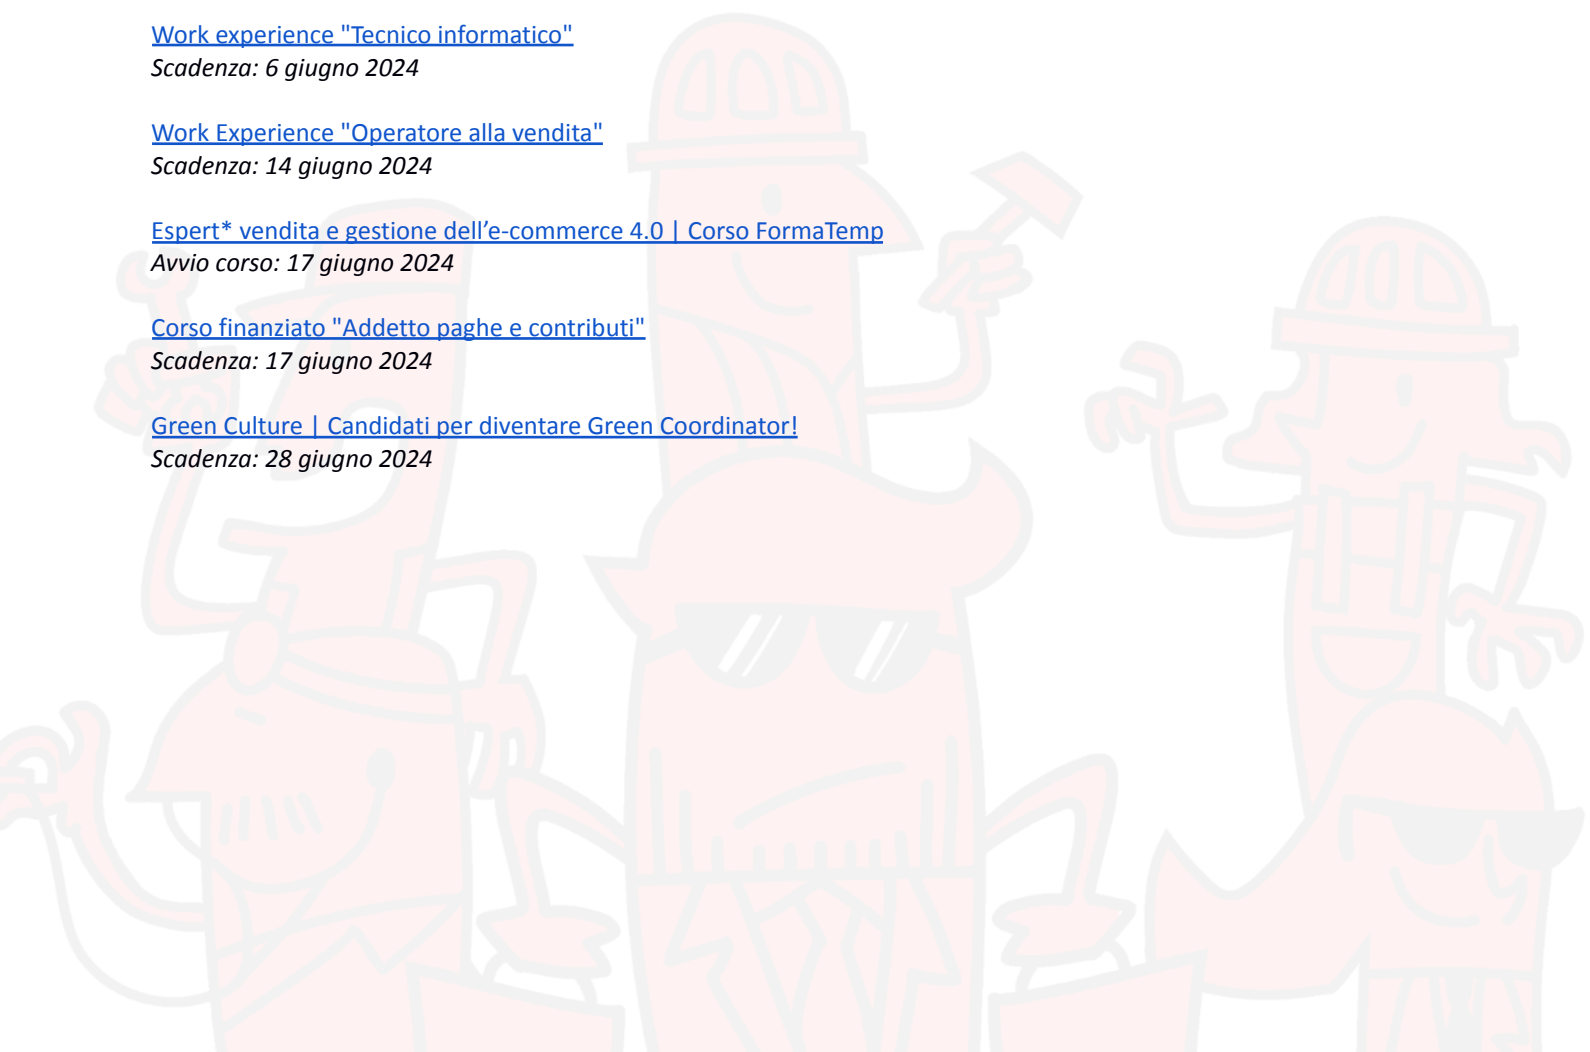 Work experience "Tecnico informatico"
Scadenza: 6 giugno 2024
Work Experience "Operatore alla vendita"
Scadenza: 14 giugno 2024
Espert* vendita e gestione dell’e-commerce 4.0 | Corso FormaTemp
Avvio corso: 17 giugno 2024
Corso finanziato "Addetto paghe e contributi"
Scadenza: 17 giugno 2024
Green Culture | Candidati per diventare Green Coordinator!
Scadenza: 28 giugno 2024